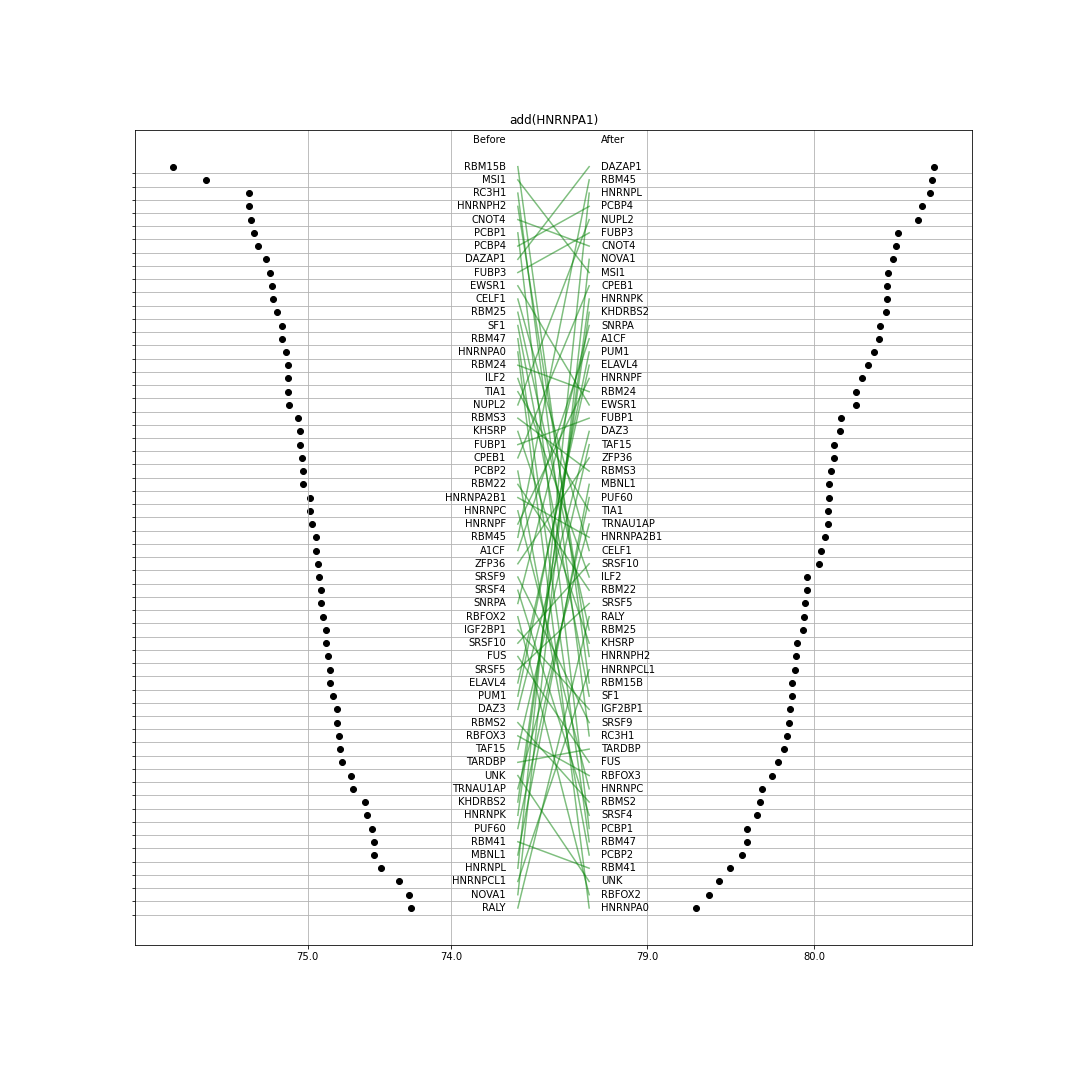 add(HNRNPA1)
Before After
RBM15B DAZAP1
MSI1 RBM45
RC3H1 HNRNPL
HNRNPH2 PCBP4
CNOT4 NUPL2
PCBP1 FUBP3
PCBP4 CNOT4
DAZAP1 NOVA1
FUBP3 MSI1
EWSR1 CPEB1
CELF1 HNRNPK
RBM25 KHDRBS2
SF1 SNRPA
RBM47 A1CF
HNRNPA0 PUM1
RBM24 ELAVL4
ILF2 HNRNPF
TIA1 RBM24
NUPL2 EWSR1
RBMS3 FUBP1
KHSRP DAZ3
FUBP1 TAF15
CPEB1 ZFP36
PCBP2 RBMS3
RBM22 MBNL1
HNRNPA2B1 PUF60
HNRNPC TIA1
HNRNPF TRNAU1AP
RBM45 HNRNPA2B1
A1CF CELF1
ZFP36 SRSF10
SRSF9 ILF2
SRSF4 RBM22
SNRPA SRSF5
RBFOX2 RALY
IGF2BP1 RBM25
SRSF10 KHSRP
FUS HNRNPH2
SRSF5 HNRNPCL1
ELAVL4 RBM15B
PUM1 SF1
DAZ3 IGF2BP1
RBMS2 SRSF9
RBFOX3 RC3H1
TAF15 TARDBP
TARDBP FUS
UNK RBFOX3
TRNAU1AP HNRNPC
KHDRBS2 RBMS2
HNRNPK SRSF4
PUF60 PCBP1
RBM41 RBM47
MBNL1 PCBP2
HNRNPL RBM41
HNRNPCL1 UNK
NOVA1 RBFOX2
RALY HNRNPA0
75.0 74.0 79.0 80.0